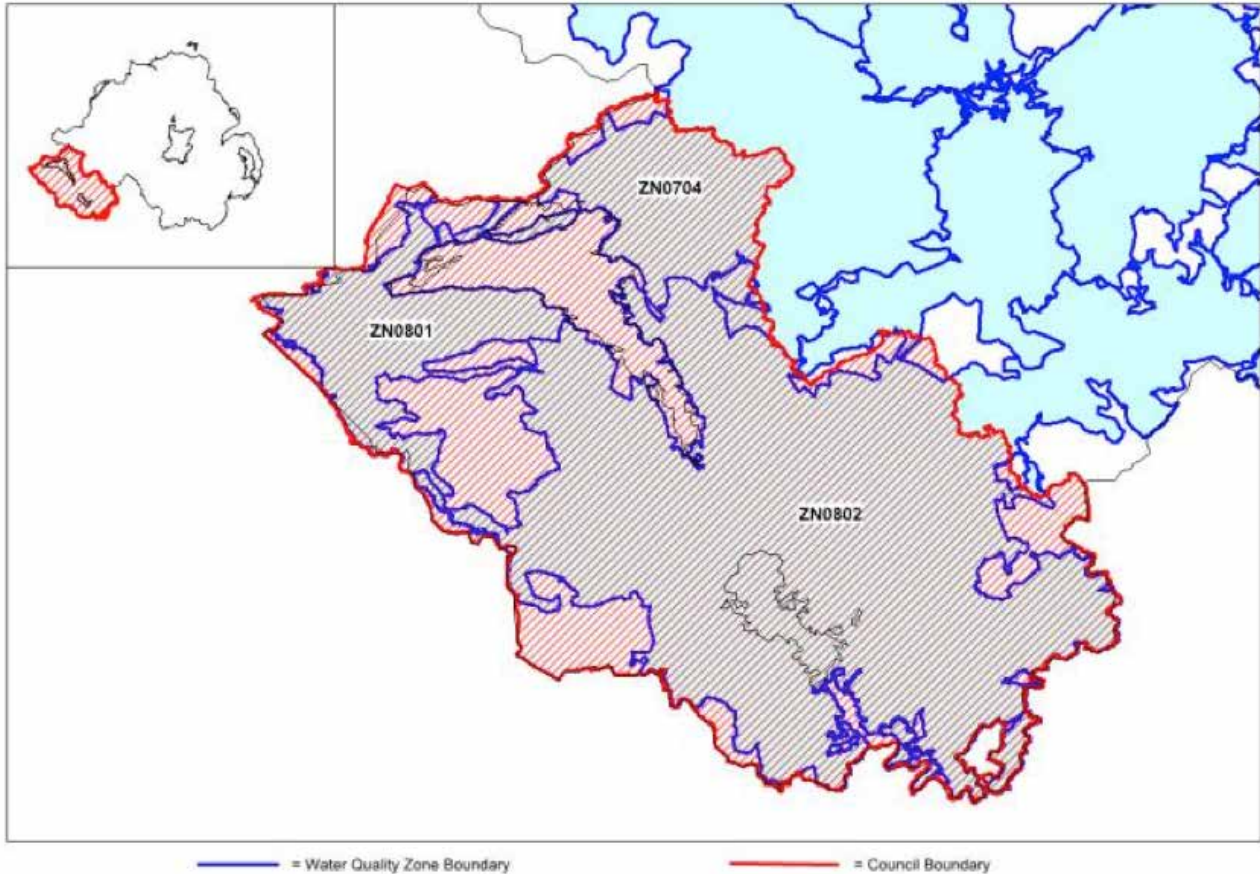 ZN0704
ZN0801
ZN0802
= Water Quality Zone Boundary
= Council Boundary